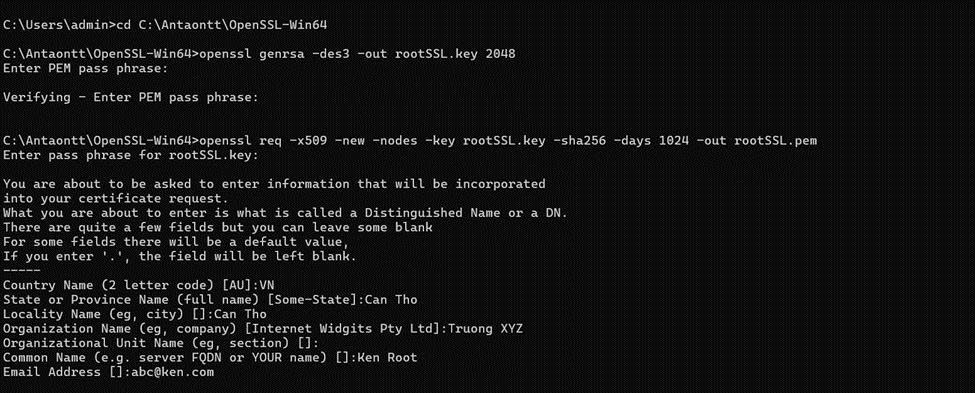 C:\Users\admin>cd C:\Antaontt\OpenSSL-Win64
C:\Antaontt\OpenSSL-Win64>openssl genrsa -des3 -out rootSSL.key 2048
Enter PEM pass phrase:
Verifying - Enter PEM pass phrase:
C:\Antaontt\OpenSSL-Win64>openssl req -x509 -new -nodes -key rootSSL.key -sha256 -days 1024 -out rootSSL.pem
Enter pass phrase for rootSSL.key:
You are about to be asked to enter information that will be incorporated
into your certificate request.
What you are about to enter is what is called a Distinguished Name or a DN.
There are quite a few fields but you can leave some blank
For some fields there will be a default value,
If you enter '.', the field will be left blank.
-----
Country Name (2 letter code) [AU]:VN
State or Province Name (full name) [Some-State]:Can Tho
Locality Name (eg, city) []:Can Tho
Organization Name (eg, company) [Internet Widgits Pty Ltd]:Truong XYZ
Organizational Unit Name (eg, section) []:
Common Name (e.g. server FQDN or YOUR name) []:Ken Root
Email Address []:abc@ken.com